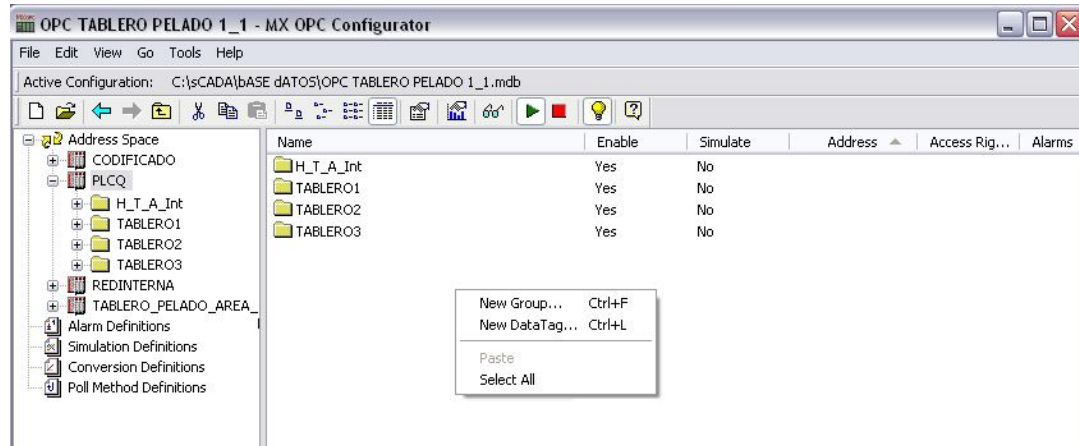 OPC TABLERO PELADO 1_1 - MX OPC Configurator
File Edit View Go Tools Help
Active Configuration: C:\sCADA\bASE dATOS\OPC TABLERO PELADO 1_1.mdb
Address Space
CODIFICADO
PLCQ
H_T_A_Int
TABLERO1
TABLERO2
TABLERO3
REDINTERNA
TABLERO_PELADO_AREA_
Alarm Definitions
Simulation Definitions
Conversion Definitions
Poll Method Definitions
Name Enable Simulate Address Access Rig... Alarms
H_T_A_Int Yes No
TABLERO1 Yes No
TABLERO2 Yes No
TABLERO3 Yes No
New Group... Ctrl+F
New DataTag... Ctrl+L
Paste
Select All